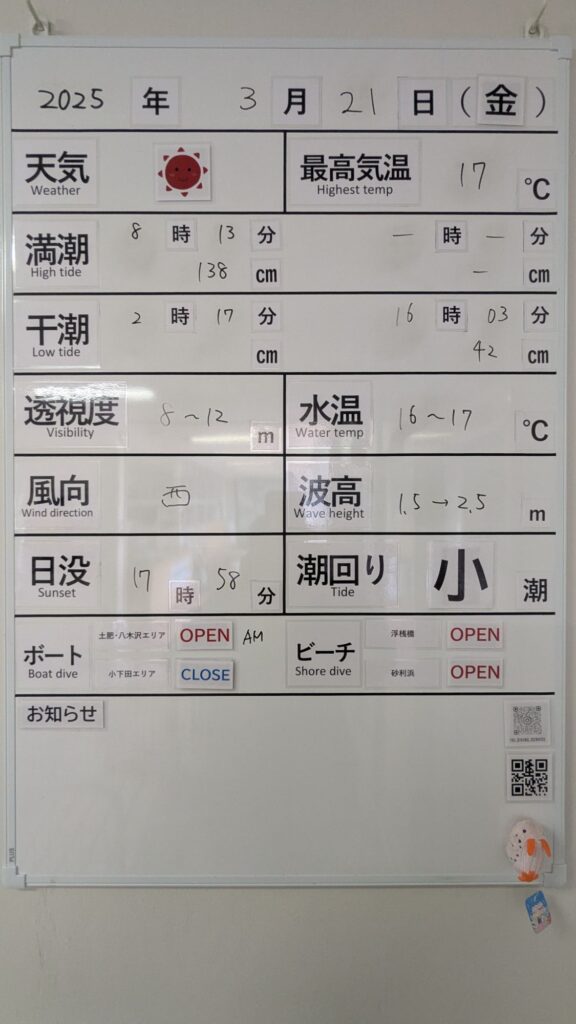 2025 年 3 月 21 日 (金)
天気 Weather
最高気温 Highest temp 17 ℃
満潮 High tide 8 時 13 分 138 cm
— 時 — 分 — cm
干潮 Low tide 2 時 17 分 cm
16 時 03 分 42 cm
透視度 Visibility 8～12 m
水温 Water temp 16～17 ℃
風向 Wind direction 西
波高 Wave height 1.5→2.5 m
日没 Sunset 17 時 58 分
潮回り Tide 小 潮
ボート Boat dive
土肥・八木沢エリア OPEN AM
小下田エリア CLOSE
ビーチ Shore dive
浮桟橋 OPEN
砂利浜 OPEN
お知らせ
PLUS